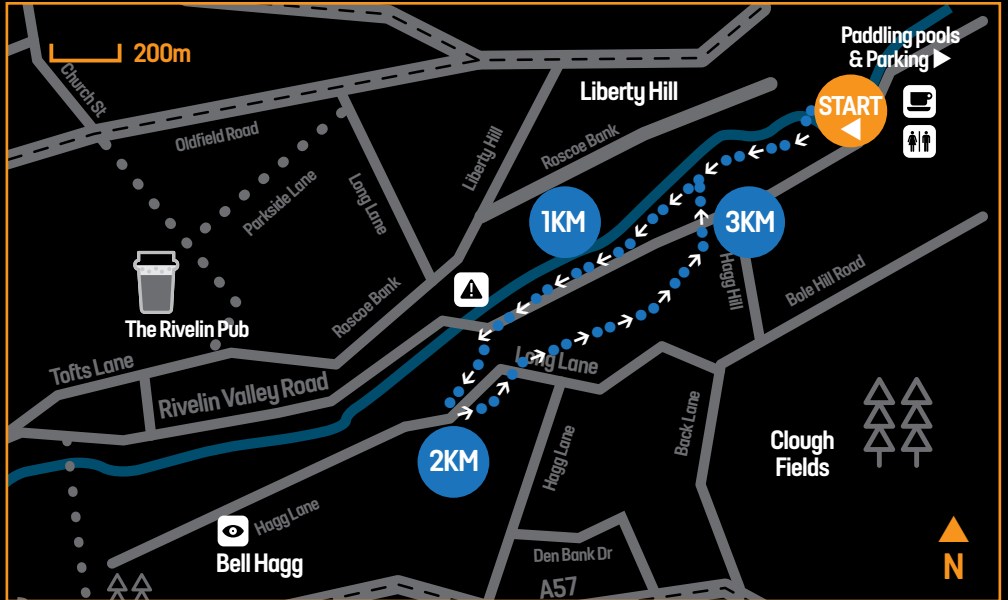 200m
Paddling pools
& Parking
Church St
Liberty Hill
START
Oldfield Road
Roscoe Bank
Liberty Hill
Parkside Lane
Long Lane
1KM
3KM
Hagg Hill
Bole Hill Road
Roscoe Bank
The Rivelin Pub
Tofts Lane
Long Lane
Rivelin Valley Road
Back Lane
Clough
Fields
2KM
Hagg Lane
Hagg Lane
Bell Hagg
Den Bank Dr
A57
N